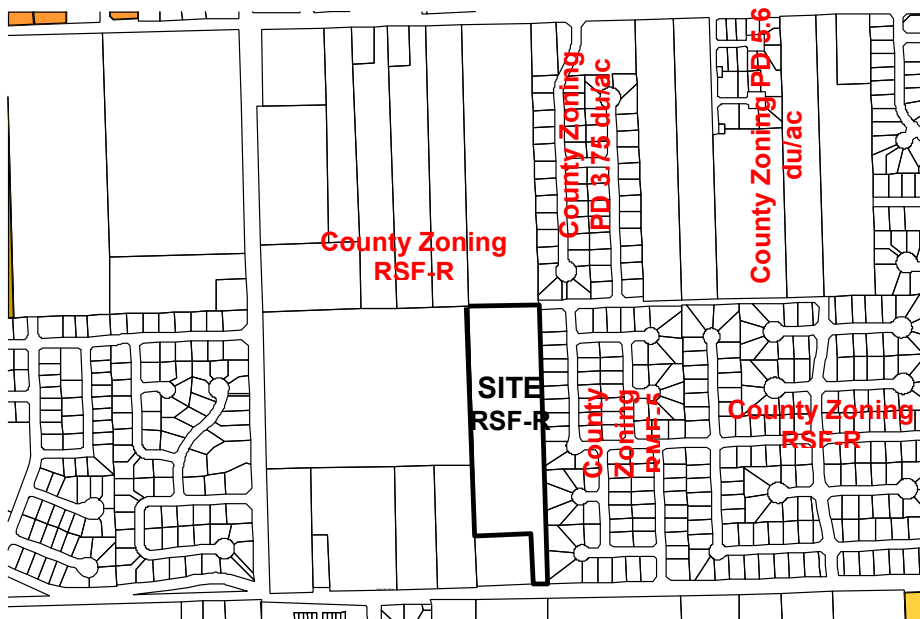 County Zoning
PD 3.75 du/ac
County Zoning PD 5.6
du/ac
County Zoning
RSF-R
SITE
RSF-R
County
Zoning
RMF-5
County Zoning
RSF-R